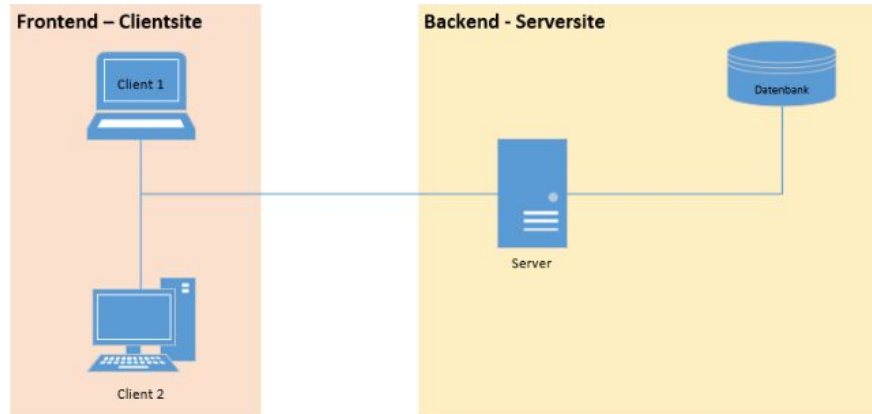 Frontend – Clientsite
Backend - Serversite
Client 1
Datenbank
Server
Client 2